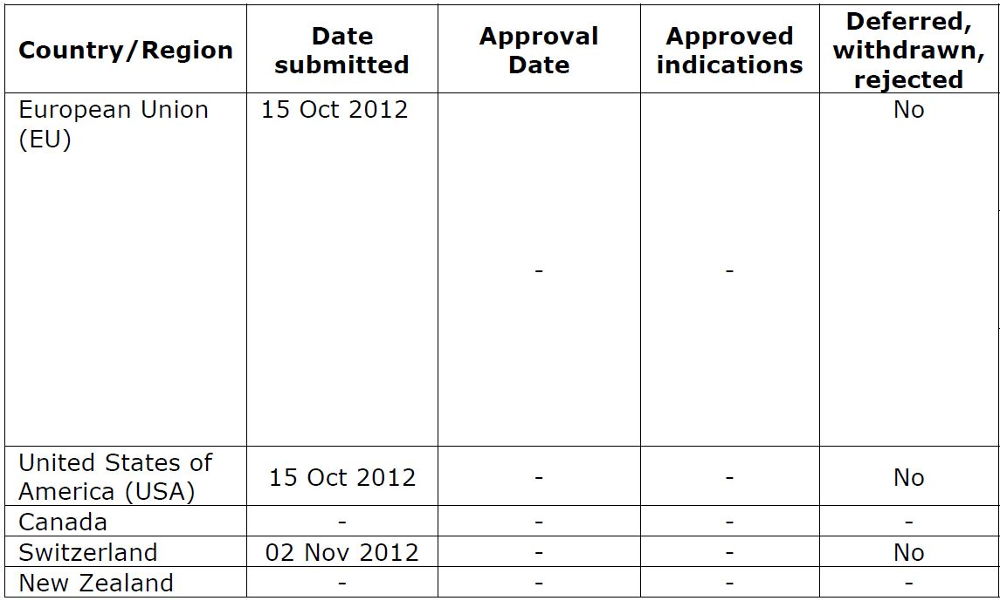 Country/Region Date submitted Approval Date Approved indications Deferred, withdrawn, rejected
European Union (EU) 15 Oct 2012 - - No
United States of America (USA) 15 Oct 2012 - - No
Canada - - - -
Switzerland 02 Nov 2012 - - No
New Zealand - - - -